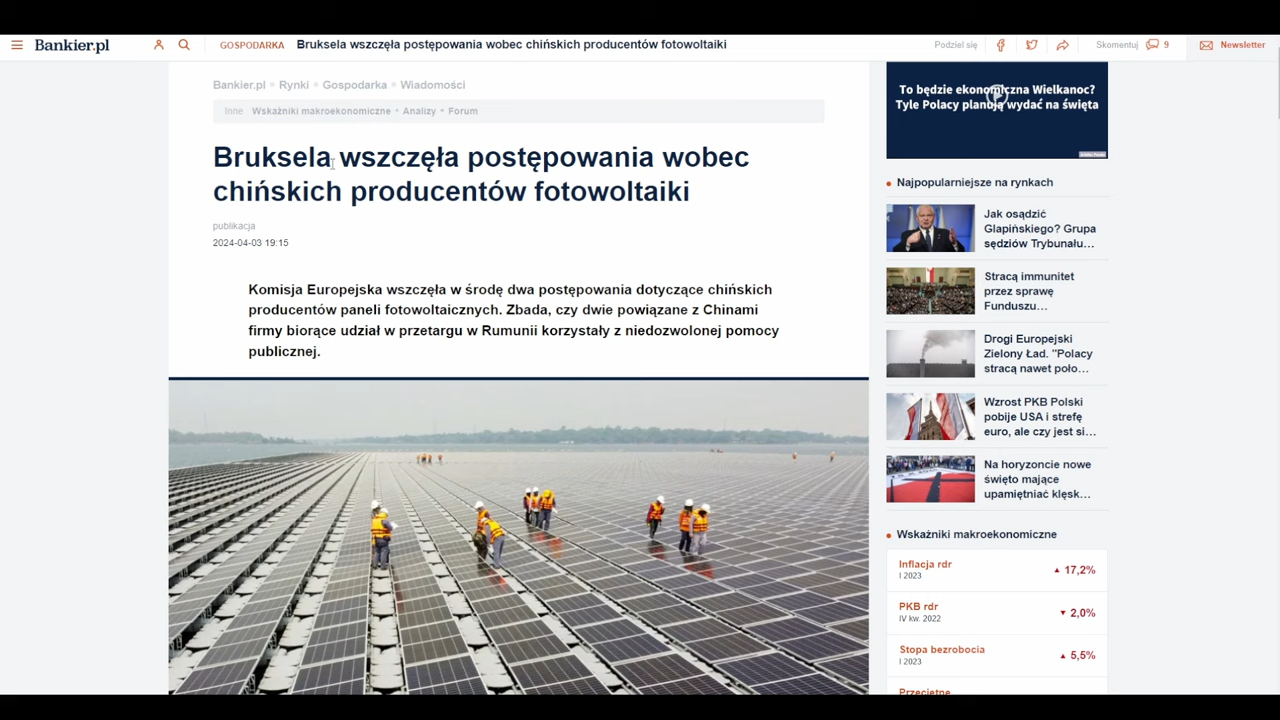 Bankier.pl
GOSPODARKA
Bruksela wszczęła postępowania wobec chińskich producentów fotowoltaiki
Podziel się
Skomentuj 9
Newsletter
Bankier.pl Rynki Gospodarka Wiadomości
Inne Wskaźniki makroekonomiczne • Analizy • Forum
Bruksela wszczęła postępowania wobec
chińskich producentów fotowoltaiki
publikacja
2024-04-03 19:15
Komisja Europejska wszczęła w środę dwa postępowania dotyczące chińskich
producentów paneli fotowoltaicznych. Zbada, czy dwie powiązane z Chinami
firmy biorące udział w przetargu w Rumunii korzystały z niedozwolonej pomocy
publicznej.
To będzie ekonomiczna Wielkanoc?
Tyle Polacy planują wydać na święta
Najpopularniejsze na rynkach
Jak osądzić
Glapińskiego? Grupa
sędziów Trybunału...
Stracą immunitet
przez sprawę
Funduszu...
Drogi Europejski
Zielony Ład. "Polacy
stracą nawet poło...
Wzrost PKB Polski
pobije USA i strefę
euro, ale czy jest si...
Na horyzoncie nowe
święto mające
upamiętniać klęsk...
Wskaźniki makroekonomiczne
Inflacja rdr
I 2023
▲ 17,2%
PKB rdr
IV kw. 2022
▼ 2,0%
Stopa bezrobocia
I 2023
▲ 5,5%
Przeciętne